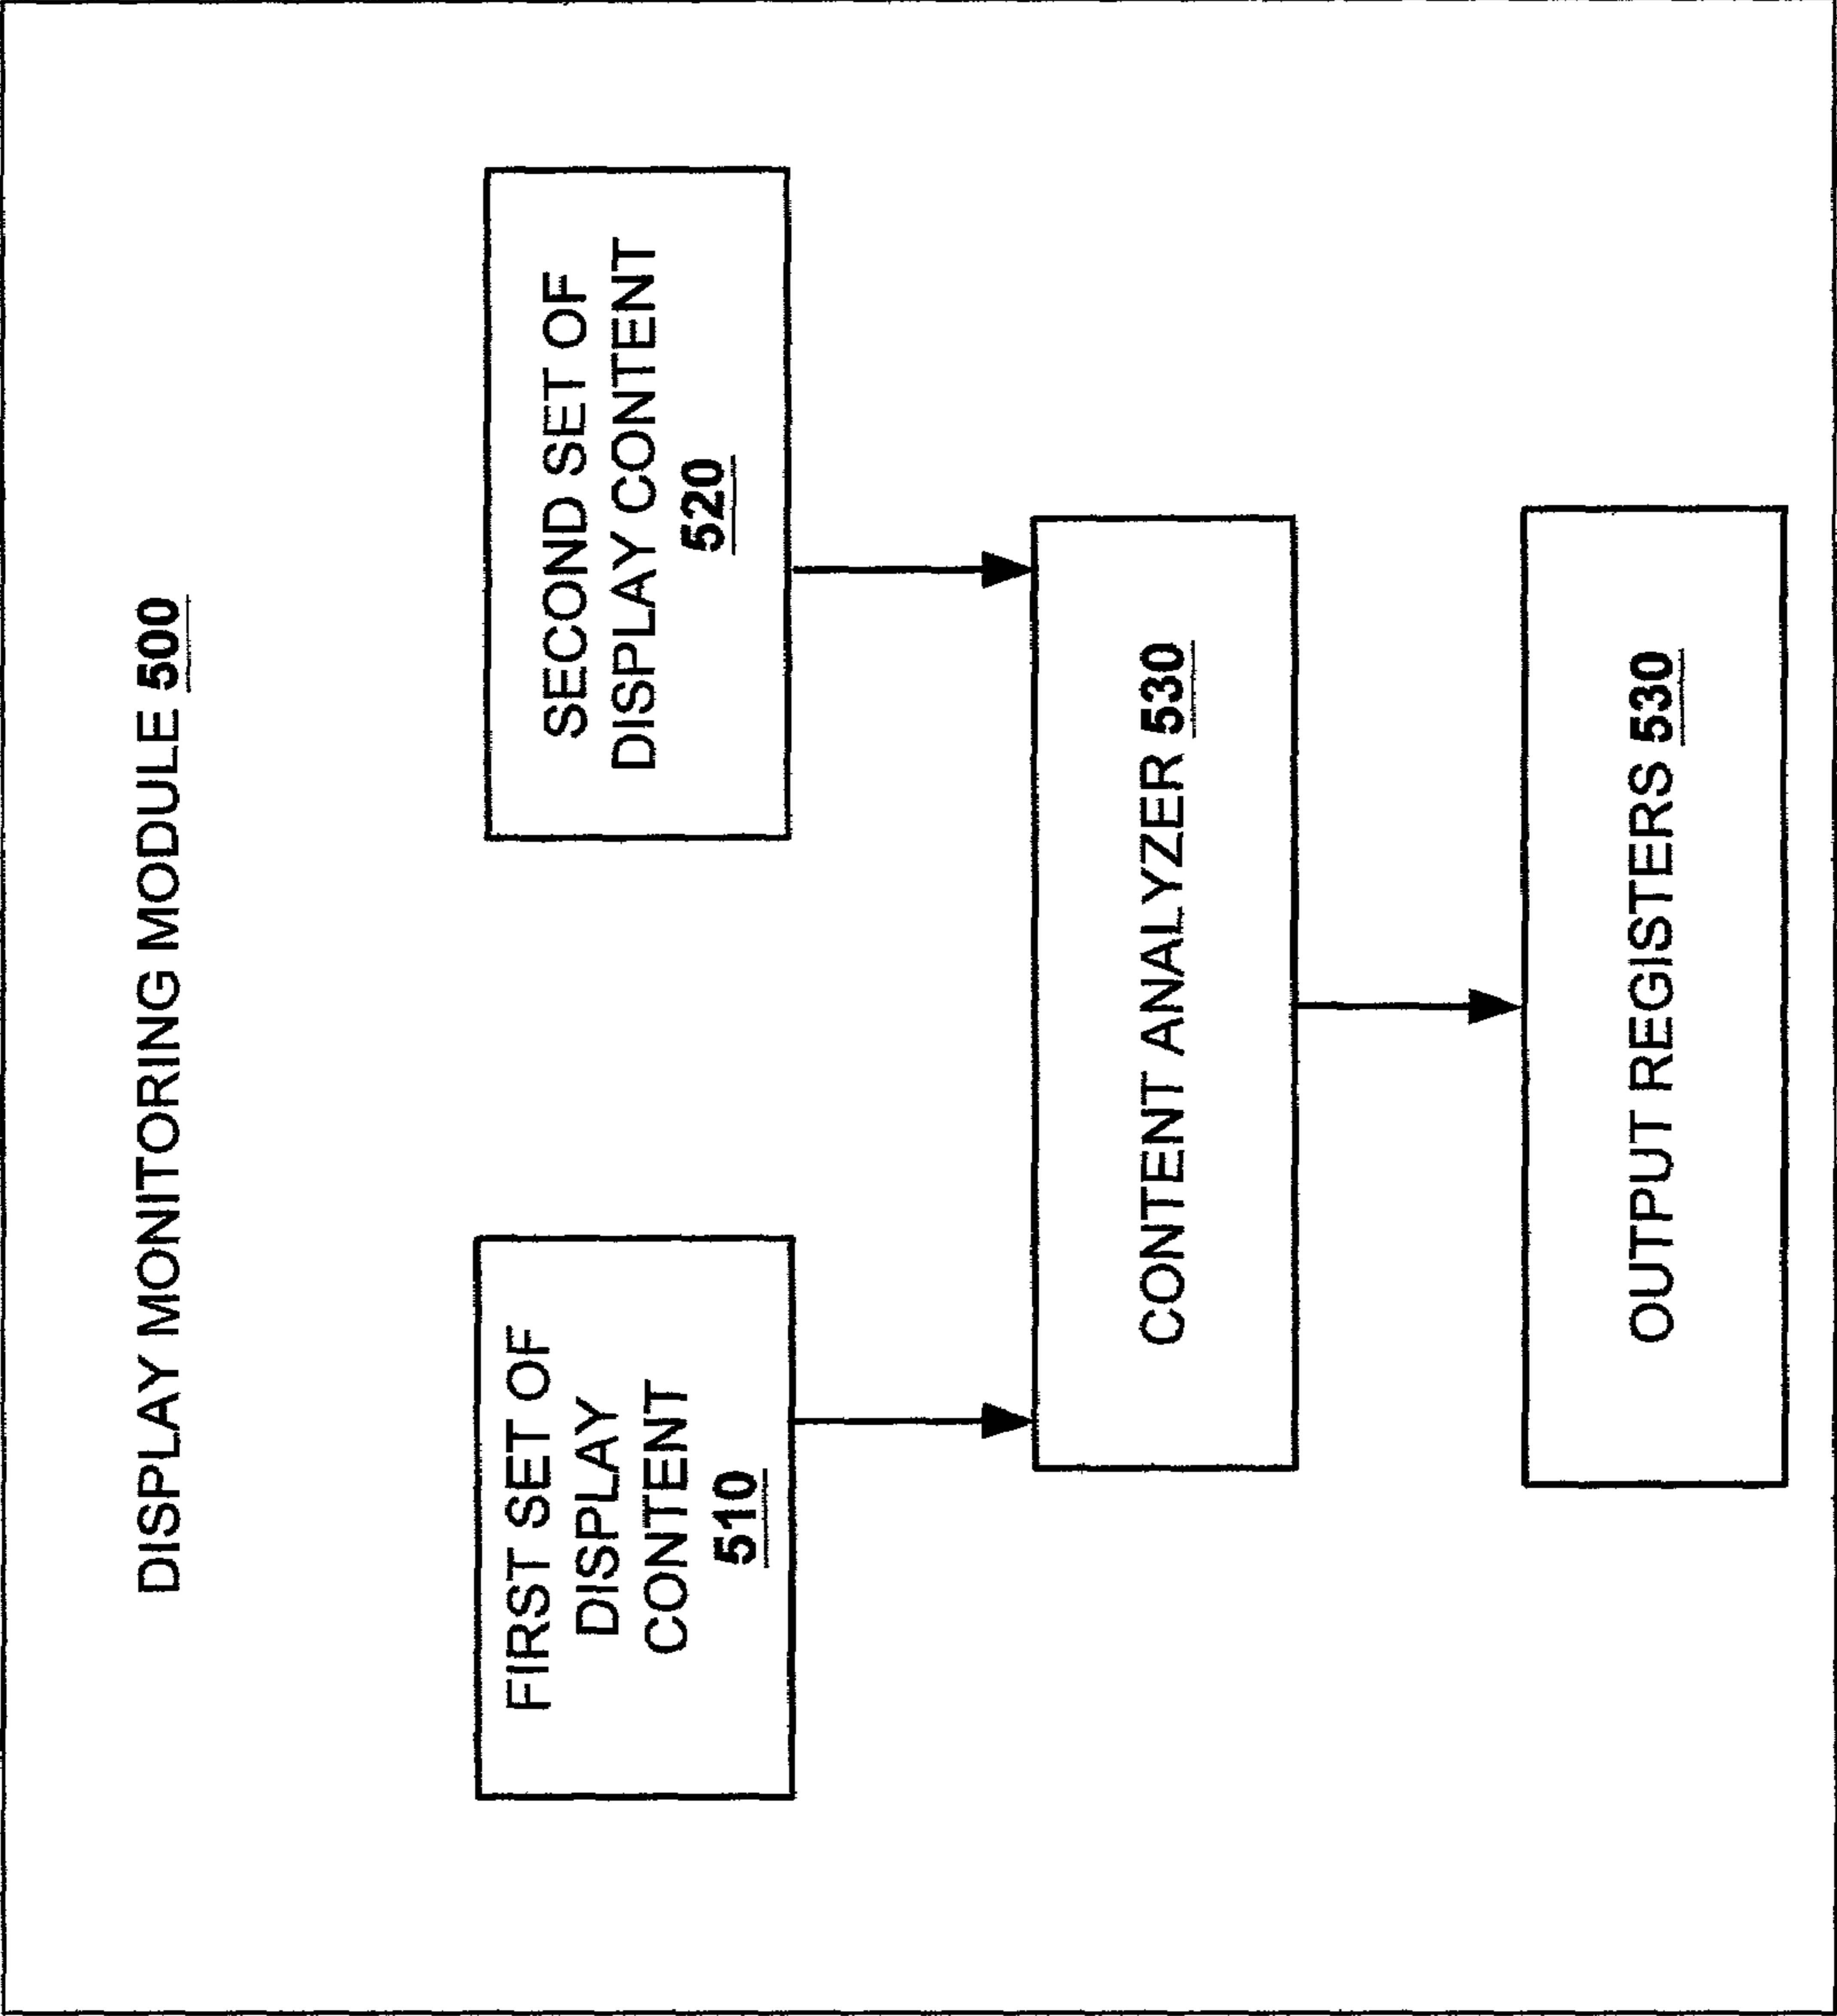 DISPLAY MONITORING MODULE 500
FIRST SET OF
DISPLAY
CONTENT
510
SECOND SET OF
DISPLAY CONTENT
520
CONTENT ANALYZER 530
OUTPUT REGISTERS 530